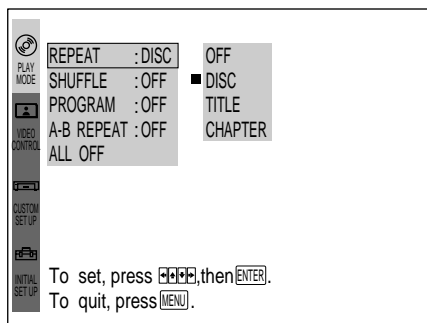 PLAY
MODE
VIDEO
CONTROL
CUSTOM
SET UP
INITIAL
SET UP
REPEAT :DISC
SHUFFLE :OFF
PROGRAM :OFF
A-B REPEAT :OFF
ALL OFF
OFF
DISC
TITLE
CHAPTER
To set, press ,then ENTER.
To quit, press MENU.